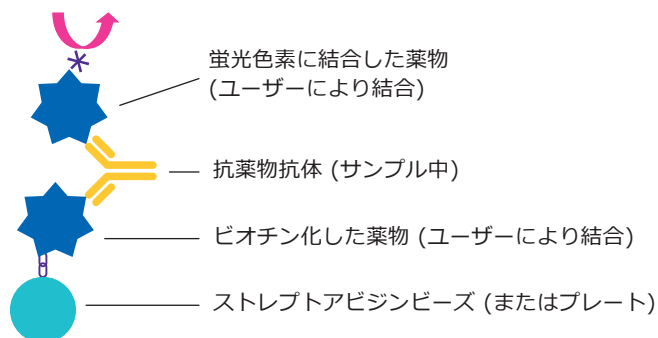 蛍光色素に結合した薬物
(ユーザーにより結合)
抗薬物抗体 (サンプル中)
ビオチン化した薬物 (ユーザーにより結合)
ストレプトアビジンビーズ (またはプレート)